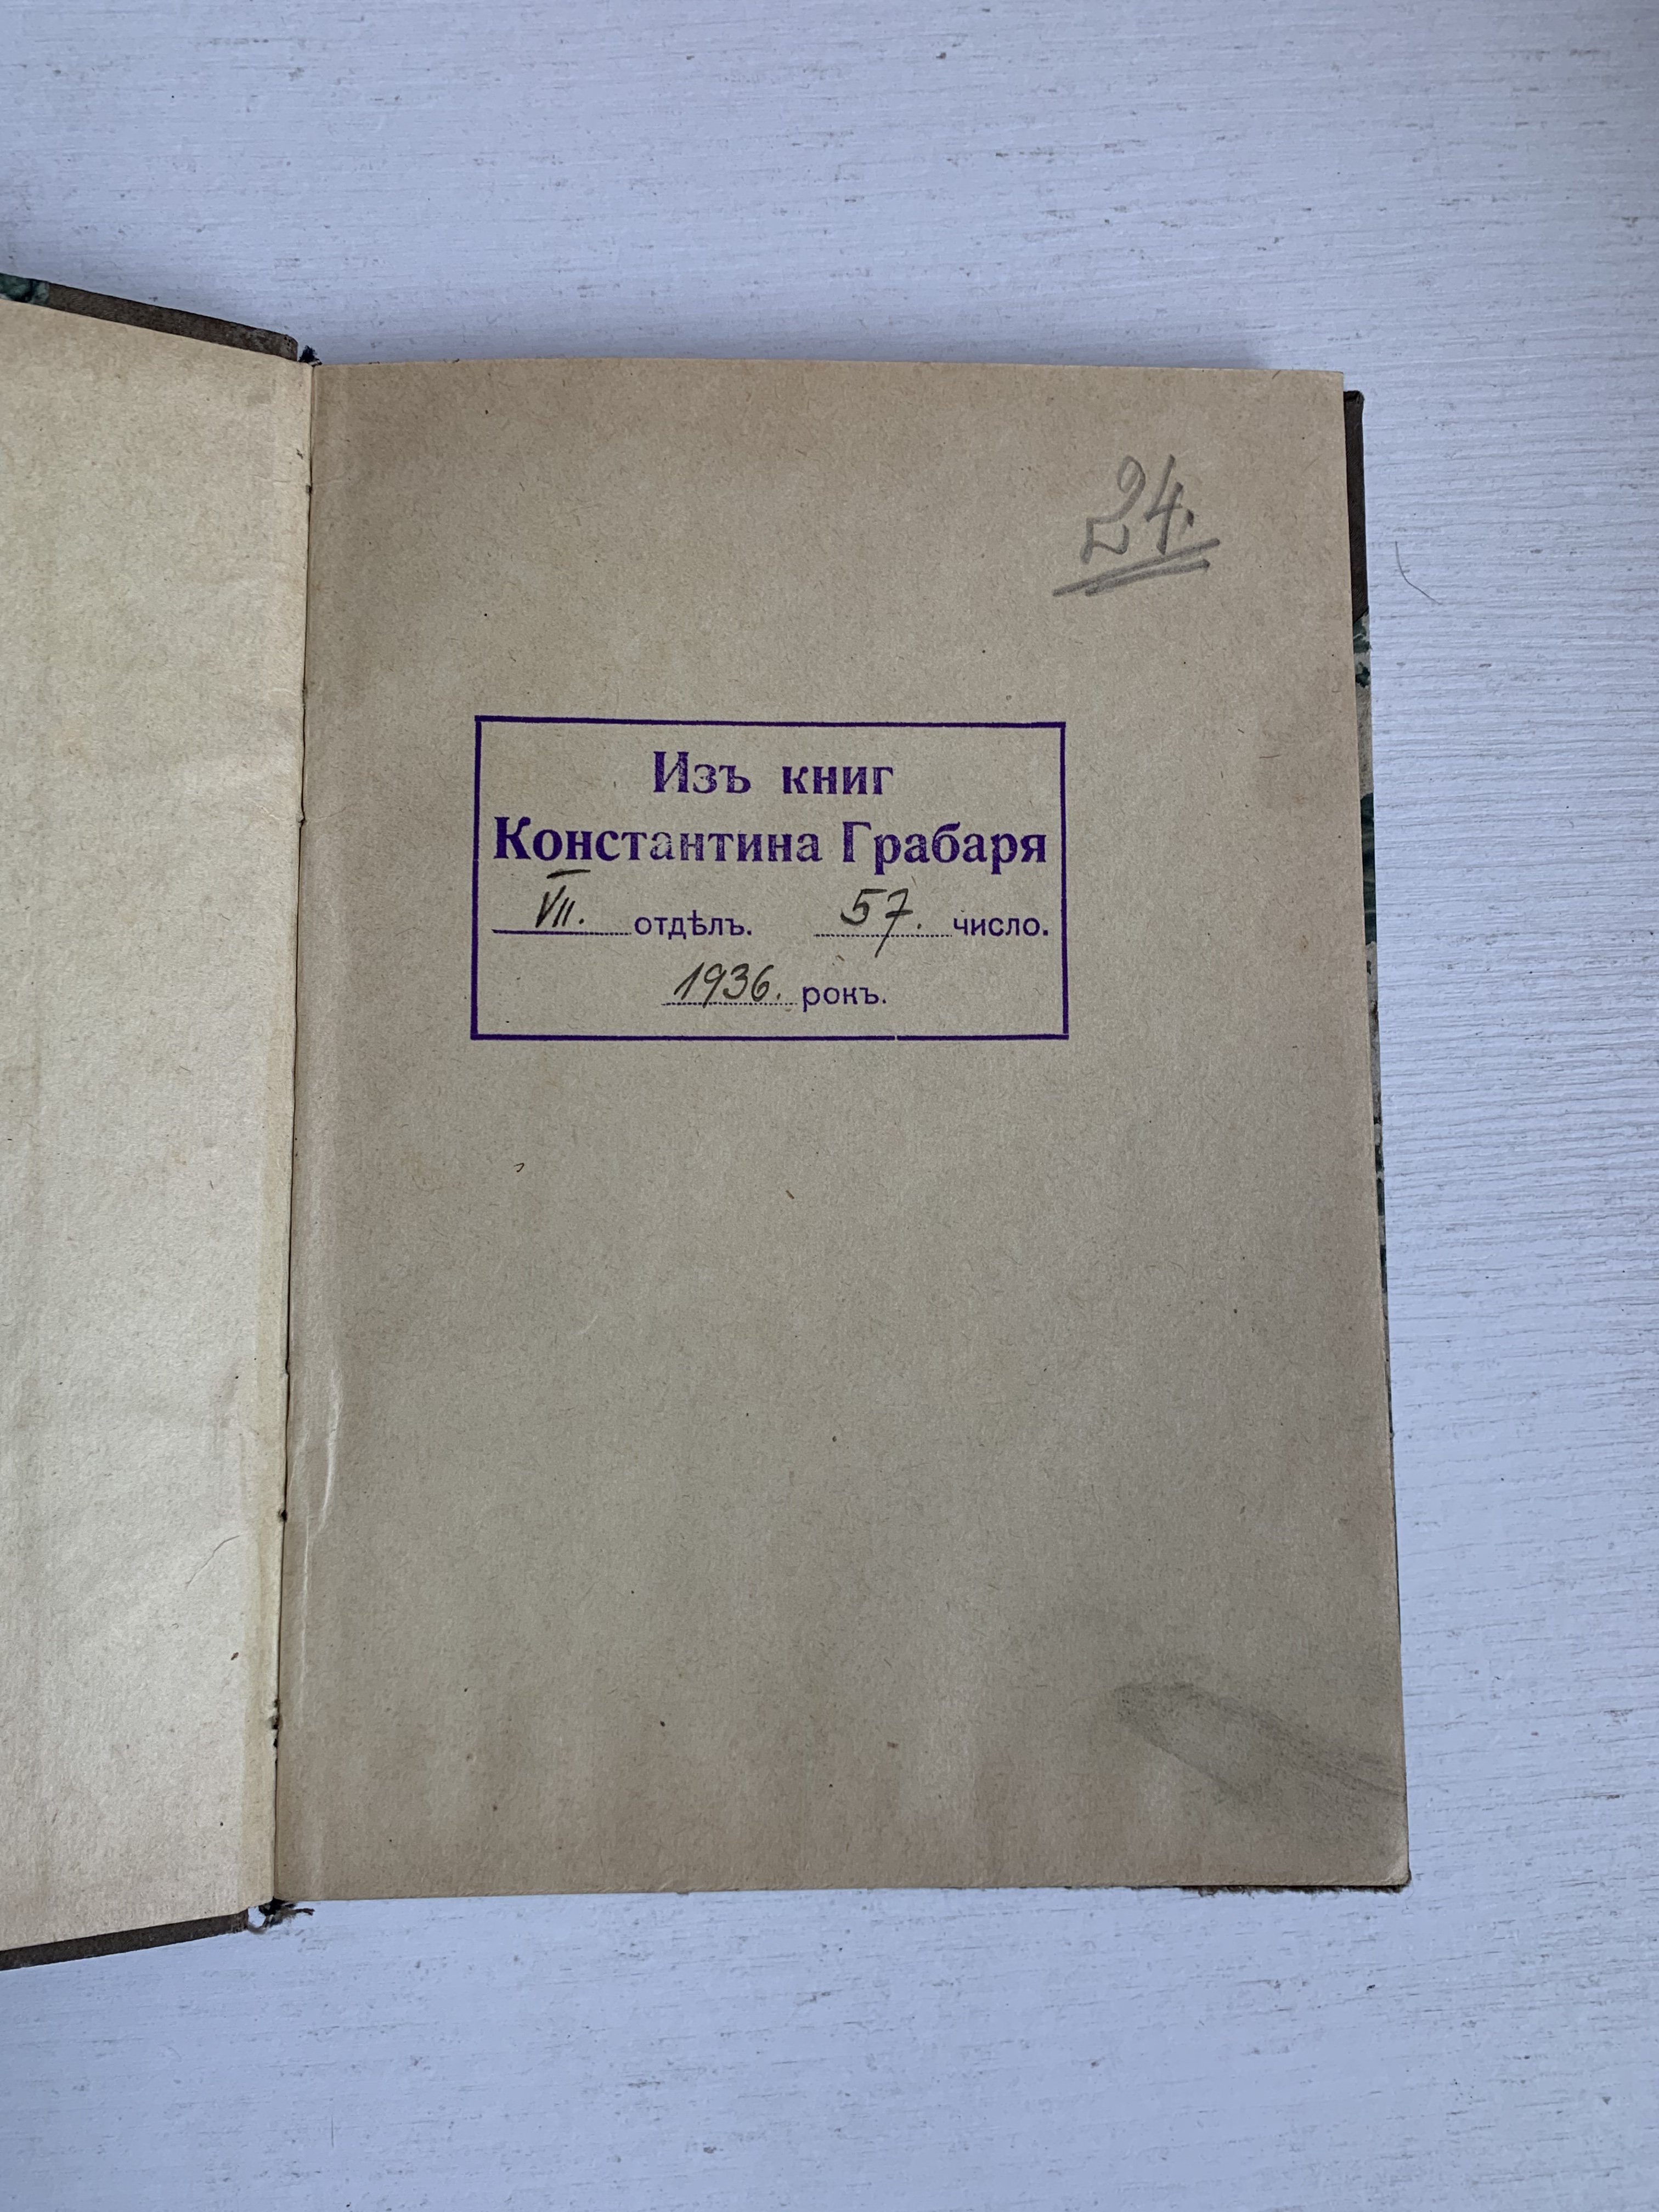 24.
Изъ книг
Константина Грабаря
VII. отдѣлъ. 57. число.
1936. рокъ.